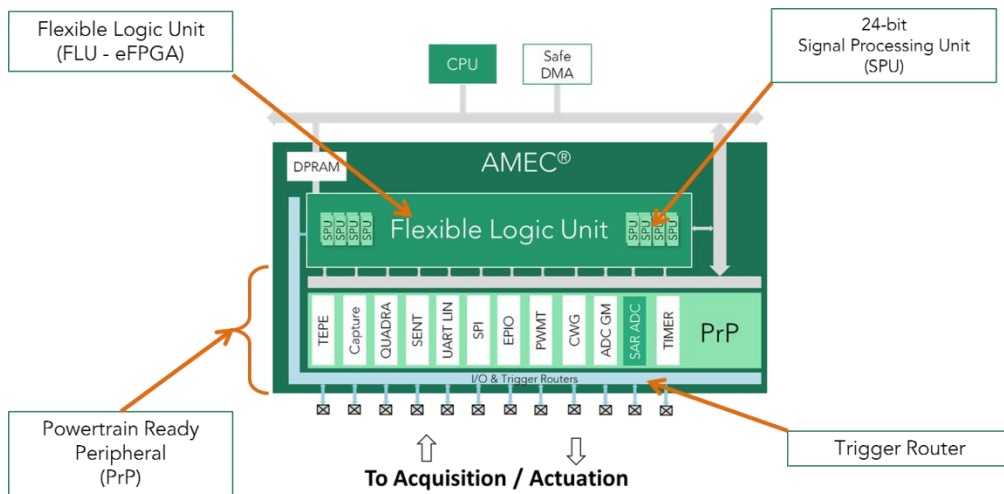 Flexible Logic Unit
(FLU - eFPGA)
24-bit
Signal Processing Unit
(SPU)
CPU
Safe
DMA
DPRAM
AMEC®
SPU
SPU
SPU
SPU
Flexible Logic Unit
SPU
SPU
SPU
SPU
TEPE
Capture
QUADRA
SENT
UART LIN
SPI
EPIO
PWMT
CWG
ADC GM
SAR ADC
TIMER
PrP
I/O & Trigger Routers
Powertrain Ready
Peripheral
(PrP)
Trigger Router
To Acquisition / Actuation